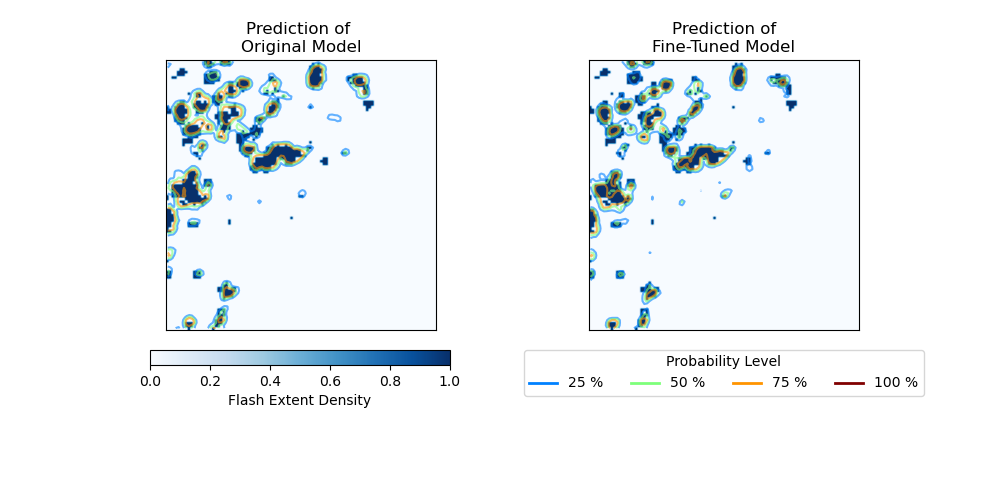 Prediction of
Original Model
Prediction of
Fine-Tuned Model
0.0 0.2 0.4 0.6 0.8 1.0
Flash Extent Density
Probability Level
25 % 50 % 75 % 100 %